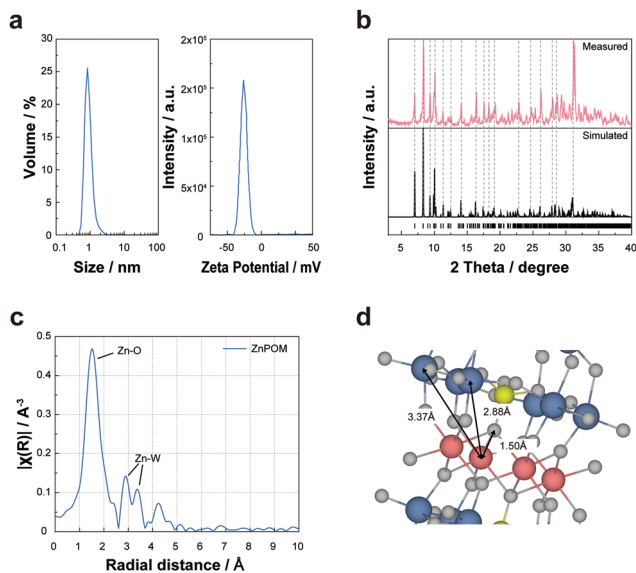 a
Volume / %
30
25
20
15
10
5
0
0.1
1
10
100
Size / nm
Intensity / a.u.
2x10⁵
2x10⁵
1x10⁵
5x10⁴
0
-50
0
50
Zeta Potential / mV
b
Intensity / a.u.
Measured
Simulated
5
10
15
20
25
30
35
40
2 Theta / degree
c
|χ(R)| / A⁻³
0.5
0.4
0.3
0.2
0.1
0
Zn-O
ZnPOM
Zn-W
0 1 2 3 4 5 6 7 8 9 10
Radial distance / Å
d
3.37Å
2.88Å
1.50Å